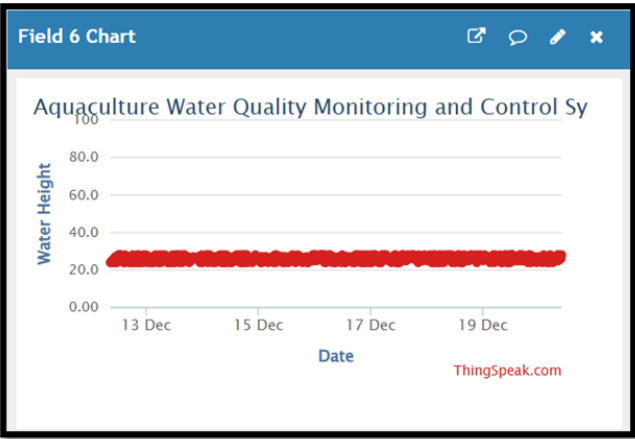 Field 6 Chart
Aquaculture Water Quality Monitoring and Control Sy
100
80.0
60.0
40.0
20.0
0.00
Water Height
13 Dec 15 Dec 17 Dec 19 Dec
Date
ThingSpeak.com